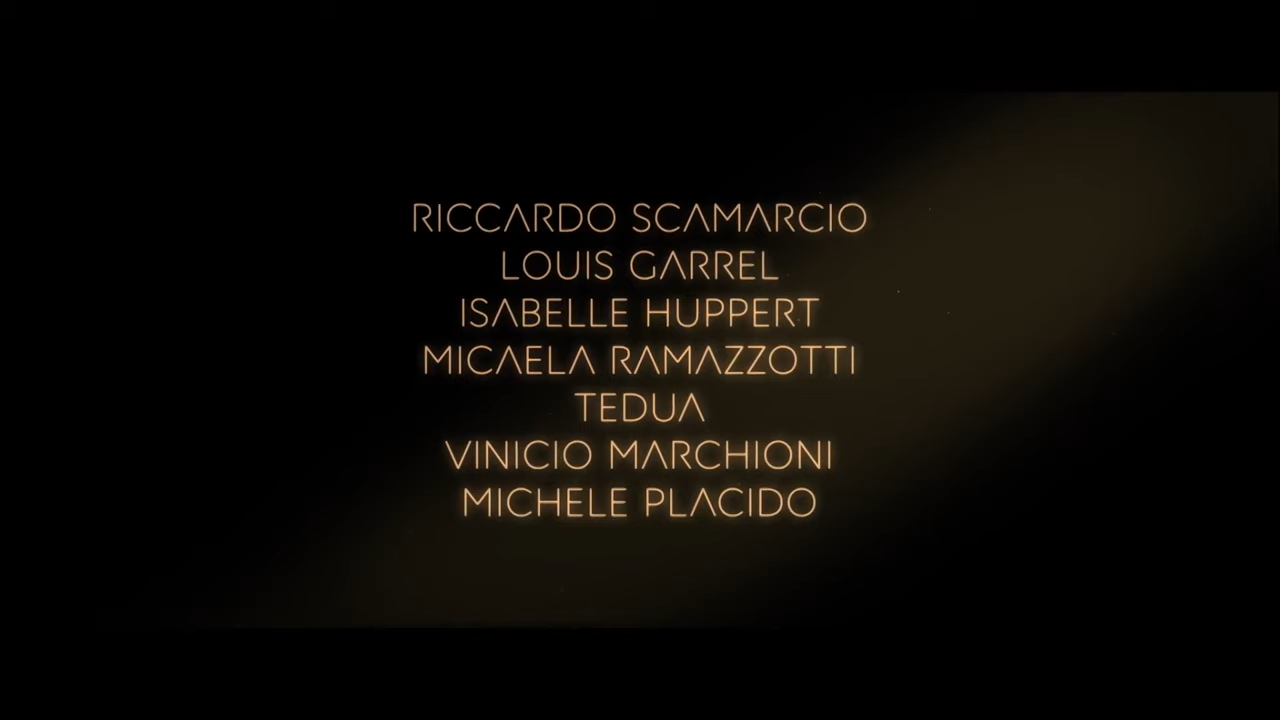 RICCARDO SCAMARCIO
LOUIS GARREL
ISABELLE HUPPERT
MICAELA RAMAZZOTTI
TEDUA
VINICIO MARCHIONI
MICHELE PLACIDO